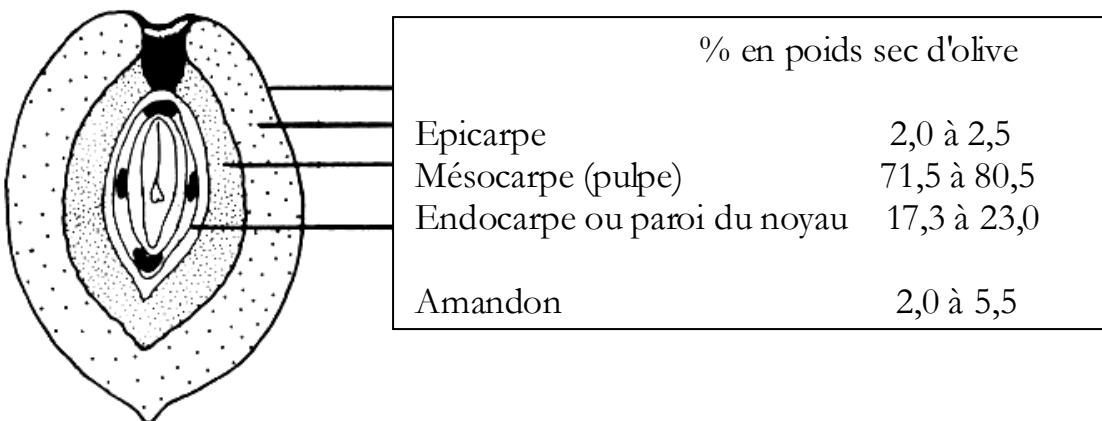 % en poids sec d'olive
Epicarpe 2,0 à 2,5
Mésocarpe (pulpe) 71,5 à 80,5
Endocarpe ou paroi du noyau 17,3 à 23,0
Amandon 2,0 à 5,5